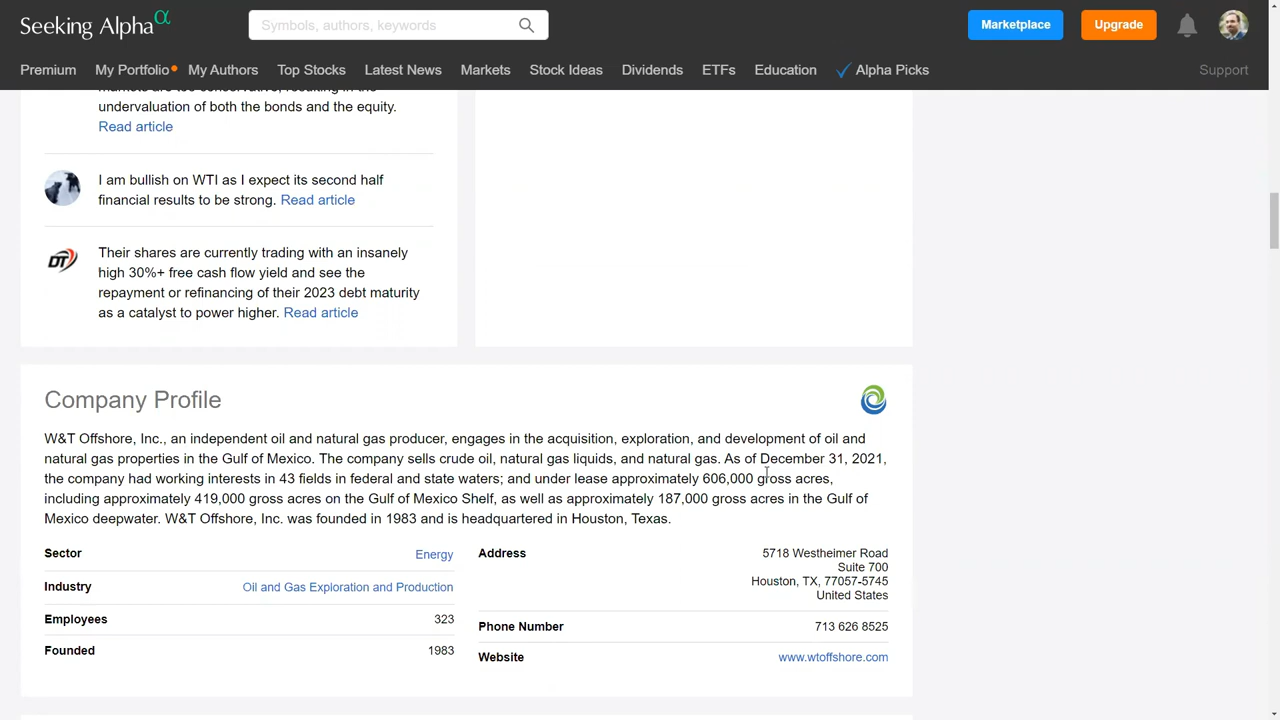 Seeking Alpha α
Symbols, authors, keywords
Marketplace
Upgrade
Premium
My Portfolio
My Authors
Top Stocks
Latest News
Markets
Stock Ideas
Dividends
ETFs
Education
Alpha Picks
Support
markets are too conservative, resulting in the
undervaluation of both the bonds and the equity.
Read article
I am bullish on WTI as I expect its second half
financial results to be strong. Read article
DT
Their shares are currently trading with an insanely
high 30%+ free cash flow yield and see the
repayment or refinancing of their 2023 debt maturity
as a catalyst to power higher. Read article
Company Profile
W&T Offshore, Inc., an independent oil and natural gas producer, engages in the acquisition, exploration, and development of oil and
natural gas properties in the Gulf of Mexico. The company sells crude oil, natural gas liquids, and natural gas. As of December 31, 2021,
the company had working interests in 43 fields in federal and state waters; and under lease approximately 606,000 gross acres,
including approximately 419,000 gross acres on the Gulf of Mexico Shelf, as well as approximately 187,000 gross acres in the Gulf of
Mexico deepwater. W&T Offshore, Inc. was founded in 1983 and is headquartered in Houston, Texas.
Sector Energy
Industry Oil and Gas Exploration and Production
Employees 323
Founded 1983
Address 5718 Westheimer Road
Suite 700
Houston, TX, 77057-5745
United States
Phone Number 713 626 8525
Website www.wtoffshore.com